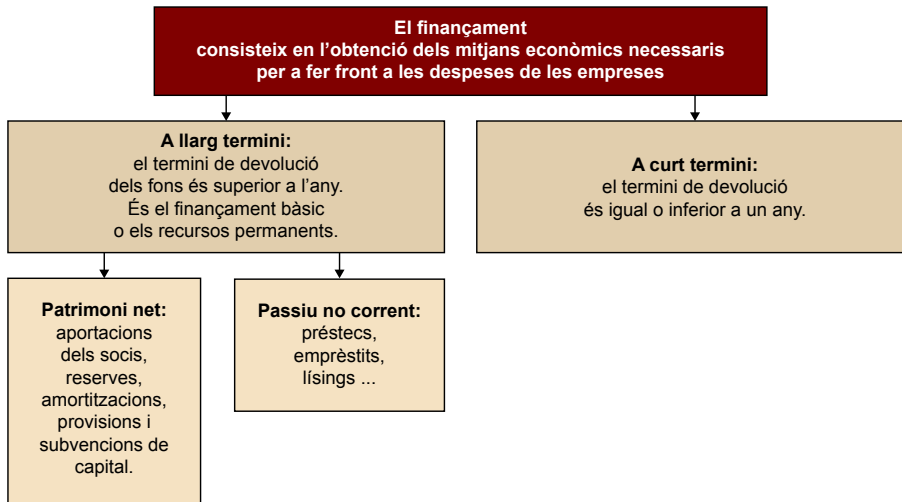 El finançament
consisteix en l’obtenció dels mitjans econòmics necessaris
per a fer front a les despeses de les empreses
A llarg termini:
el termini de devolució
dels fons és superior a l’any.
És el finançament bàsic
o els recursos permanents.
A curt termini:
el termini de devolució
és igual o inferior a un any.
Patrimoni net:
aportacions
dels socis,
reserves,
amortitzacions,
provisions i
subvencions de
capital.
Passiu no corrent:
préstecs,
emprèstits,
lísings ...